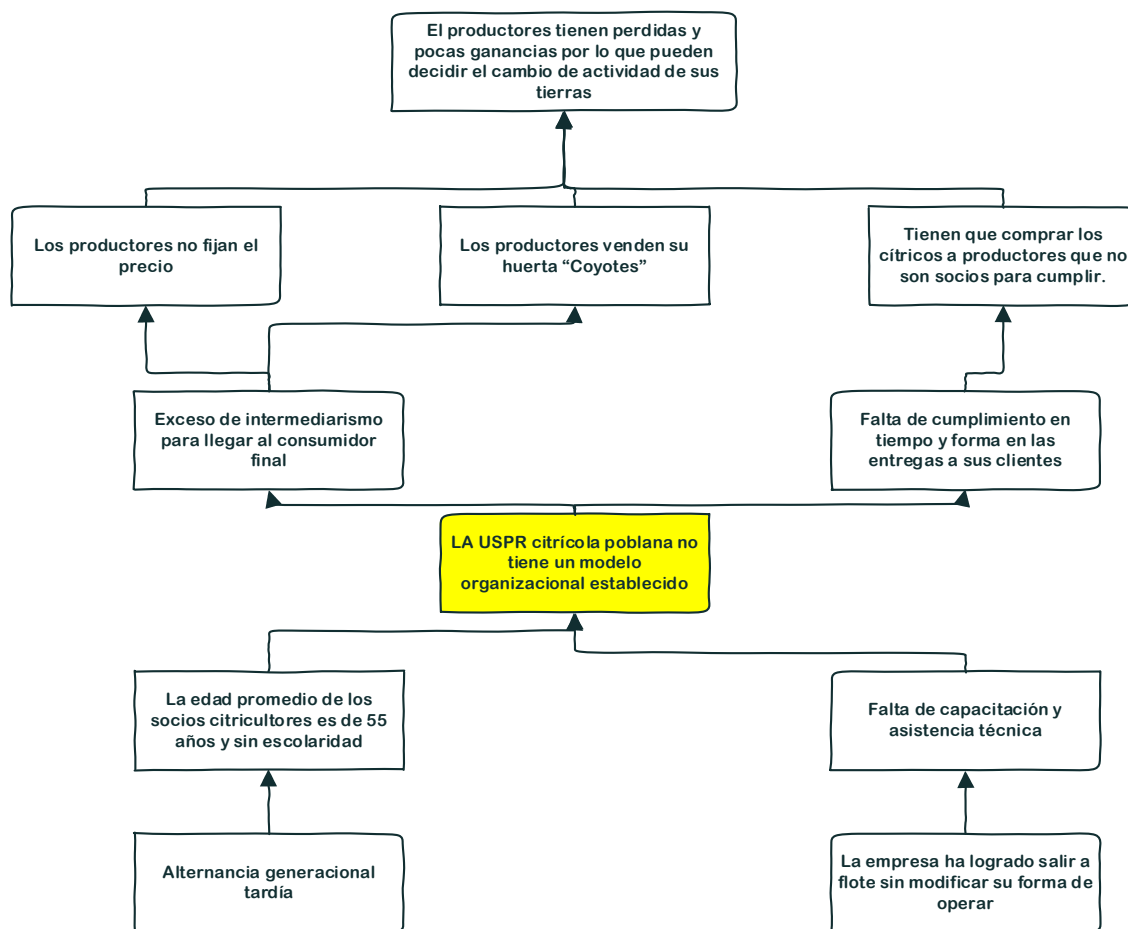 El productores tienen perdidas y
pocas ganancias por lo que pueden
decidir el cambio de actividad de sus
tierras
Los productores no fijan el
precio
Los productores venden su
huerta “Coyotes”
Tienen que comprar los
cítricos a productores que no
son socios para cumplir.
Exceso de intermediarismo
para llegar al consumidor
final
Falta de cumplimiento en
tiempo y forma en las
entregas a sus clientes
LA USPR citrícola poblana no
tiene un modelo
organizacional establecido
La edad promedio de los
socios citricultores es de 55
años y sin escolaridad
Falta de capacitación y
asistencia técnica
Alternancia generacional
tardía
La empresa ha logrado salir a
flote sin modificar su forma de
operar